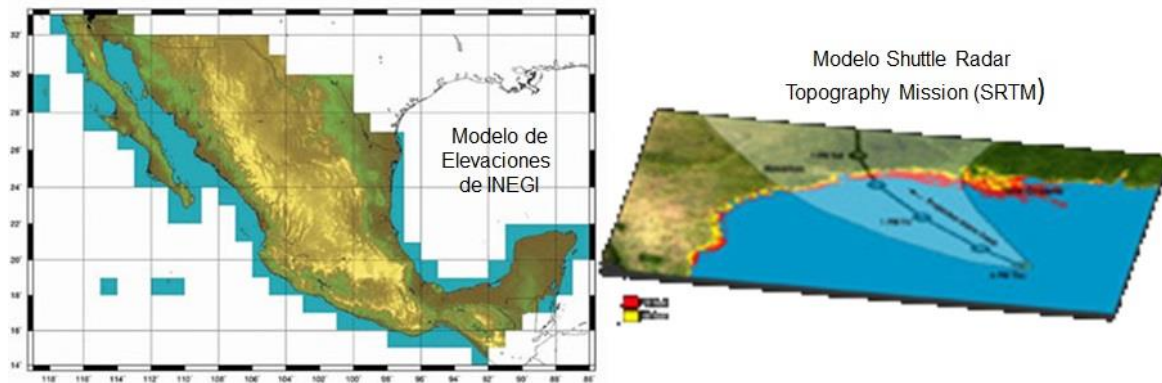 Modelo de
Elevaciones
de INEGI
Modelo Shuttle Radar
Topography Mission (SRTM)
32°
30°
28°
26°
24°
22°
20°
18°
16°
14°
118° 116° 114° 112° 110° 108° 106° 104° 102° 100° 98° 96° 94° 92° 90° 88° 86°